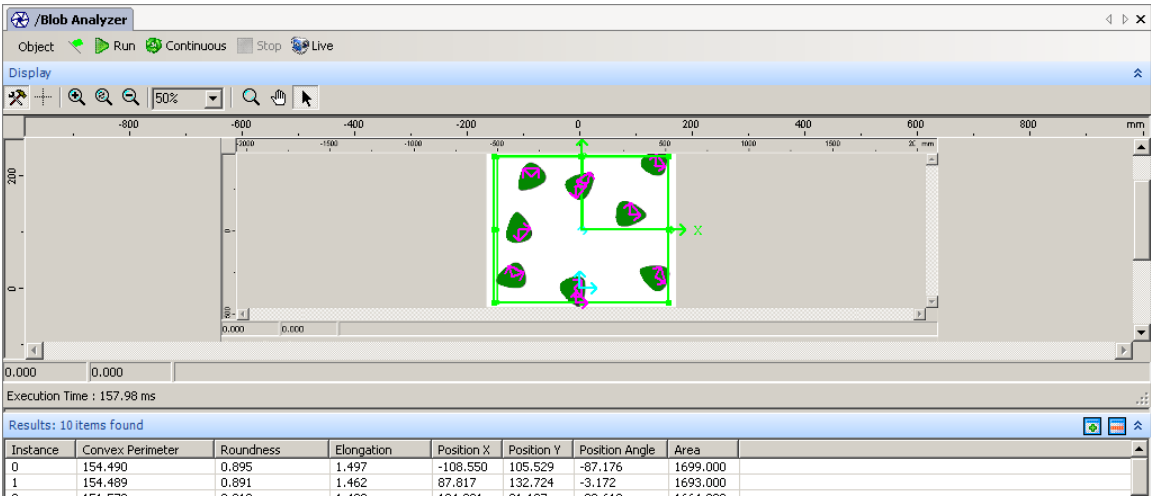 /Blob Analyzer
Object Run Continuous Stop Live
Display
50%
-800 -600 -400 -200 0 200 400 600 800 mm
-1500 -1000 -500 500 1000 1500 mm
200
X
0
0
0.000 0.000
0.000 0.000
Execution Time : 157.98 ms
Results: 10 items found
Instance Convex Perimeter Roundness Elongation Position X Position Y Position Angle Area
0 154.490 0.895 1.497 -108.550 105.529 -87.176 1699.000
1 154.489 0.891 1.462 87.817 132.724 -3.172 1693.000